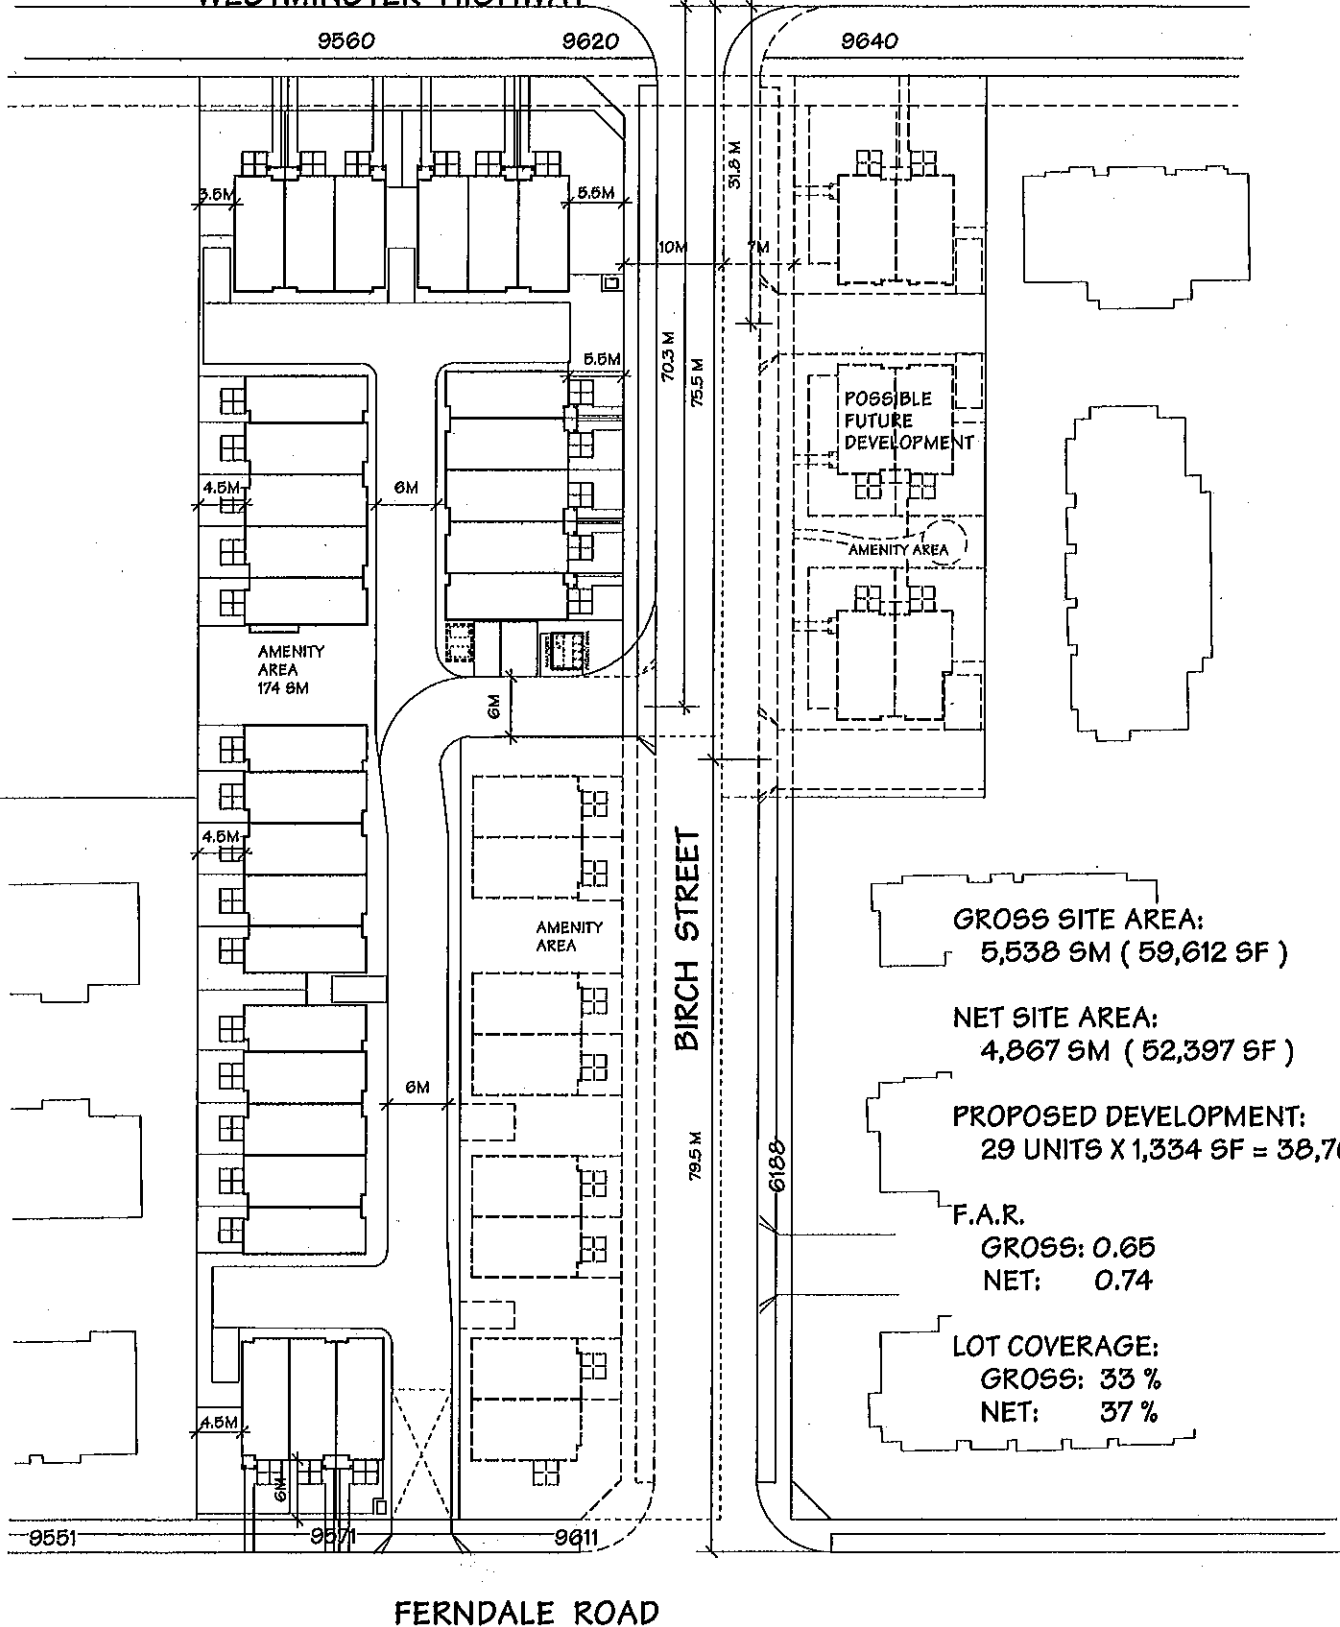 WESTMINSTER HIGHWAY
9560
9620
9640
31.8 M
3.5M
5.5M
10M
7M
70.3 M
75.5 M
5.5M
POSSIBLE
FUTURE
DEVELOPMENT
4.5M
6M
AMENITY AREA
AMENITY
AREA
174 SM
6M
4.5M
BIRCH STREET
AMENITY
AREA
GROSS SITE AREA:
5,538 SM ( 59,612 SF )
NET SITE AREA:
4,867 SM ( 52,397 SF )
6M
PROPOSED DEVELOPMENT:
29 UNITS X 1,334 SF = 38,7
79.5 M
6188
F.A.R.
GROSS: 0.65
NET: 0.74
LOT COVERAGE:
GROSS: 33 %
NET: 37 %
4.5M
6M
9551
9571
9611
FERNDALE ROAD